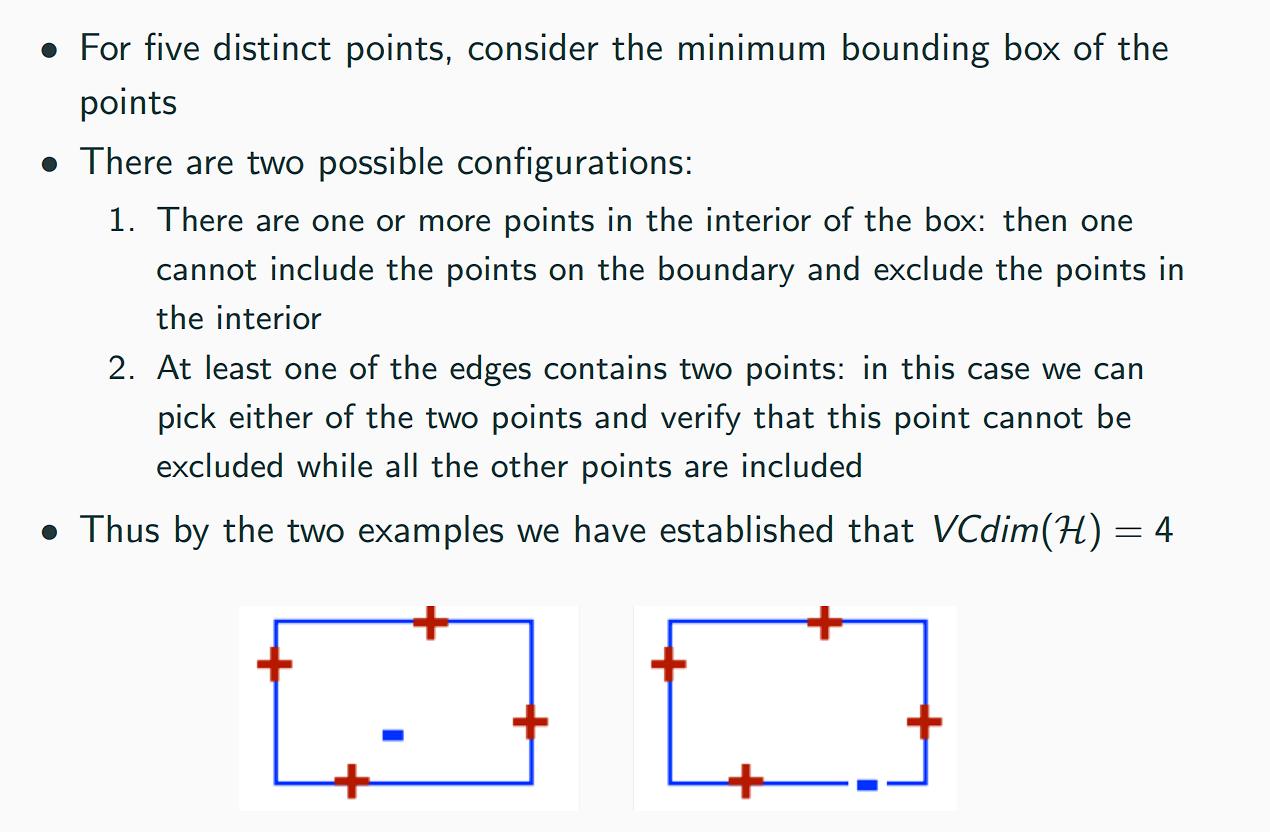 • For five distinct points, consider the minimum bounding box of the
points
• There are two possible configurations:
1. There are one or more points in the interior of the box: then one
cannot include the points on the boundary and exclude the points in
the interior
2. At least one of the edges contains two points: in this case we can
pick either of the two points and verify that this point cannot be
excluded while all the other points are included
• Thus by the two examples we have established that VCdim(ℋ) = 4